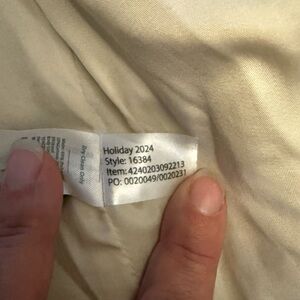 Holiday 2024
Style: 16384
Item: 4240203092213
PO: 0020049/0020231
Dry Clean Only